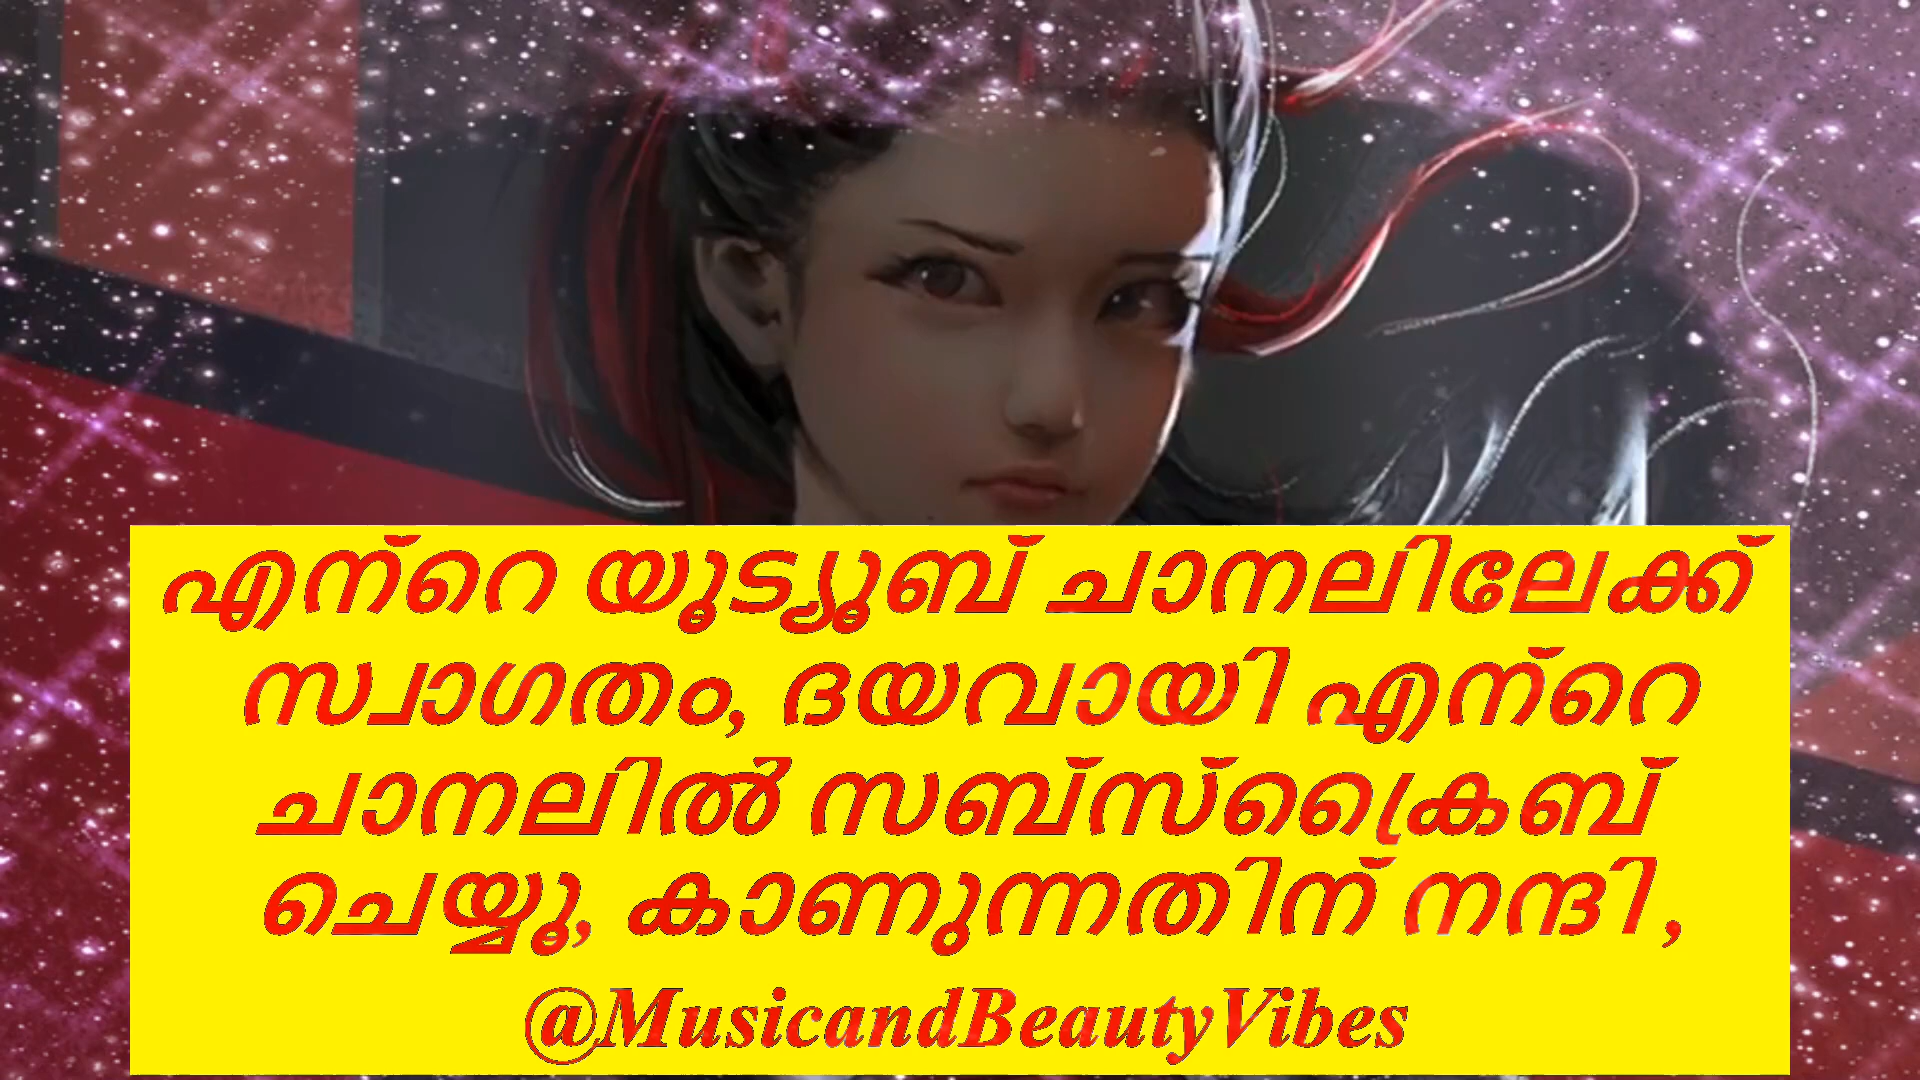 എന്റെ യൂട്യൂബ് ചാനലിലേക്ക്
സ്വാഗതം, ദയവായി എന്റെ
ചാനലിൽ സബ്സ്ക്രൈബ്
ചെയ്യൂ, കാണുന്നതിന് നന്ദി ,
@MusicandBeautyVibes